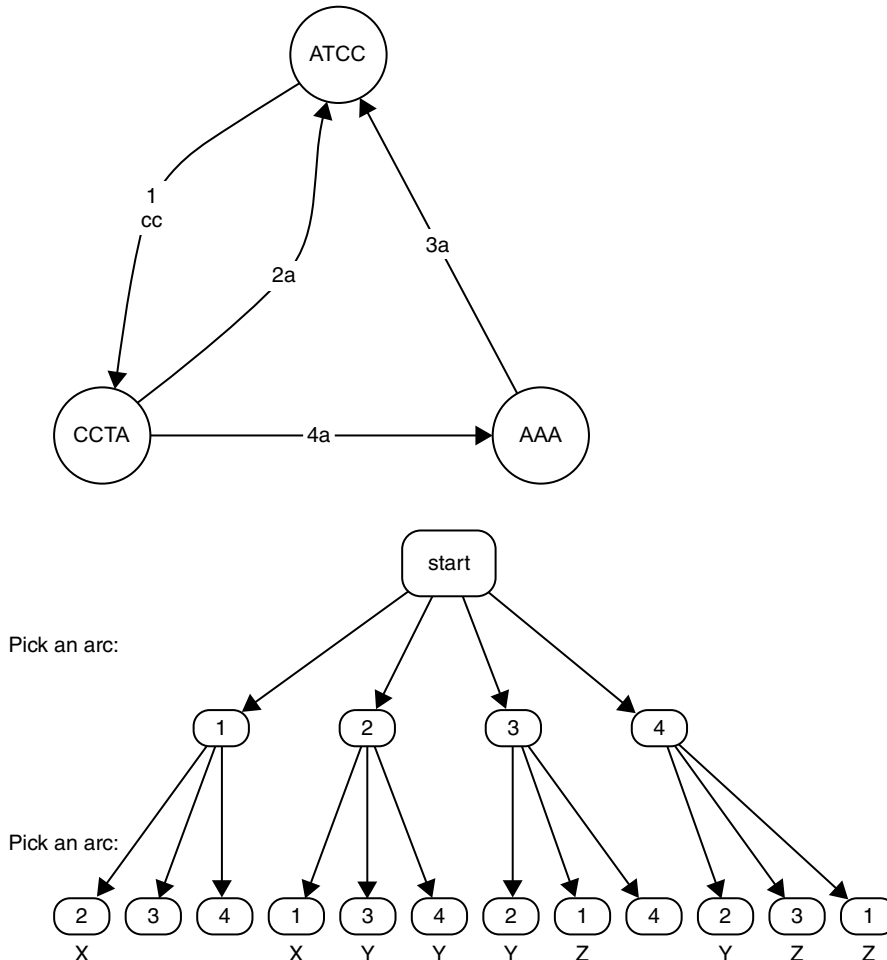 ATCC
1
cc
3a
2a
CCTA
4a
AAA
start
Pick an arc:
1 2 3 4
Pick an arc:
2 3 4 1 3 4 2 1 4 2 3 1
X X Y Y Y Z Y Z Z